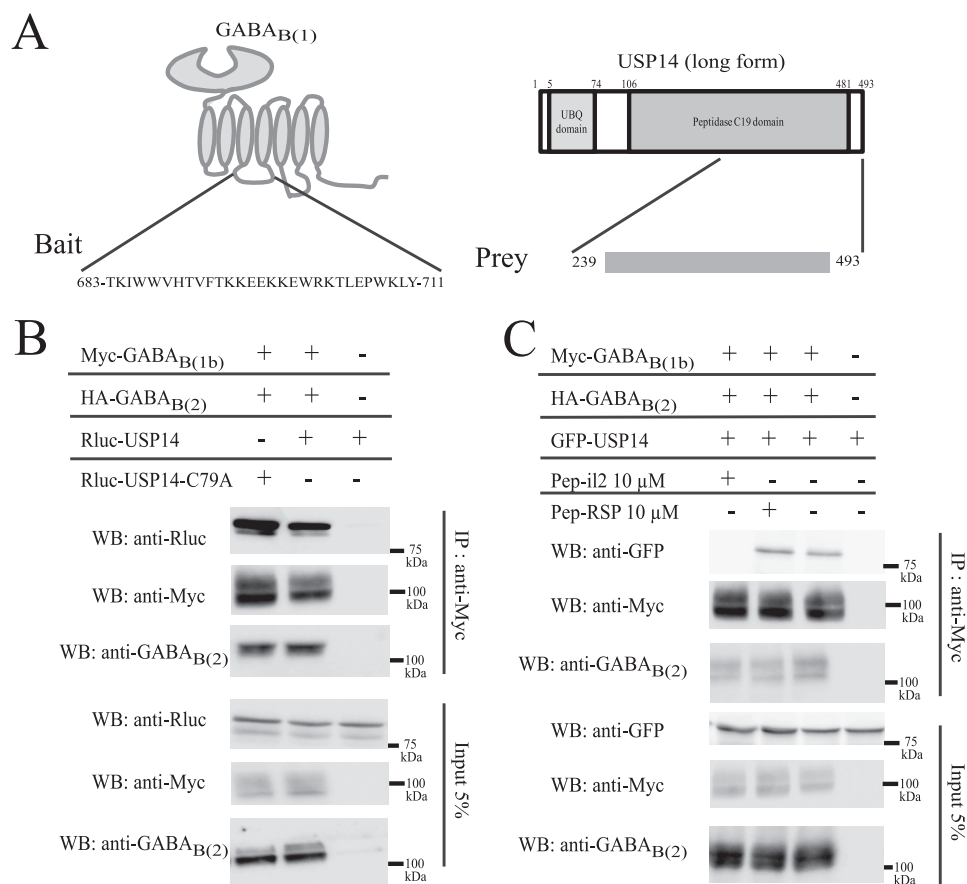 A
GABAB(1)
Bait
683-TKIWWVHTVFTKKEEKKEWRKTLEPWKLY-711
USP14 (long form)
1 5 74 106 481 493
UBQ
domain
Peptidase C19 domain
Prey
239 493
B
Myc-GABAB(1b) + + -
HA-GABAB(2) + + -
Rluc-USP14 - + +
Rluc-USP14-C79A + - -
WB: anti-Rluc
75
kDa
WB: anti-Myc
100
kDa
WB: anti-GABAB(2)
100
kDa
IP : anti-Myc
WB: anti-Rluc
75
kDa
WB: anti-Myc
100
kDa
WB: anti-GABAB(2)
100
kDa
Input 5%
C
Myc-GABAB(1b) + + + -
HA-GABAB(2) + + + -
GFP-USP14 + + + +
Pep-il2 10 µM + - - -
Pep-RSP 10 µM - + - -
WB: anti-GFP
75
kDa
WB: anti-Myc
100
kDa
WB: anti-GABAB(2)
100
kDa
IP : anti-Myc
WB: anti-GFP
75
kDa
WB: anti-Myc
100
kDa
WB: anti-GABAB(2)
100
kDa
Input 5%